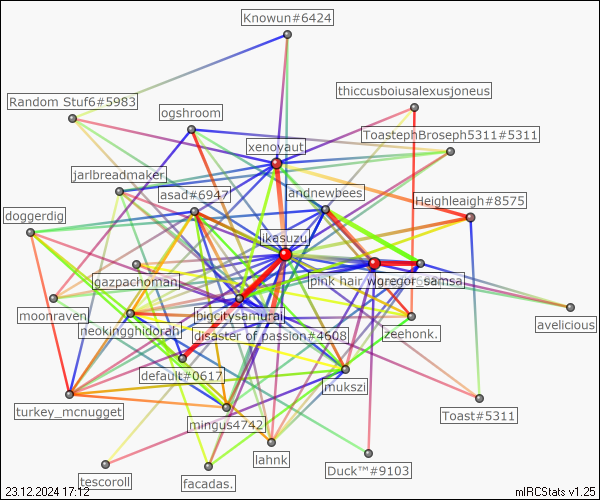 Knowun#6424
thiccusboiusalexusjoneus
Random Stuf6#5983
ogshroom
ToastephBroseph5311#5311
xenovaut
jarlbreadmaker.
asad#6947
andnewbees
Heighleaigh#8575
doggerdig
ikasuzu
gazpachoman
pink hair w
gregor_samsa.
moonraven
bigcitysamurai
neokingghidorah
disaster of passion#4608
zeehonk.
avelicious
default#0617
mukszi
turkey_mcnugget
mingus4742
Toast#5311
lahnk
Duck™#9103
tescoroll
facadas.
23.12.2024 17:12
mIRCStats v1.25